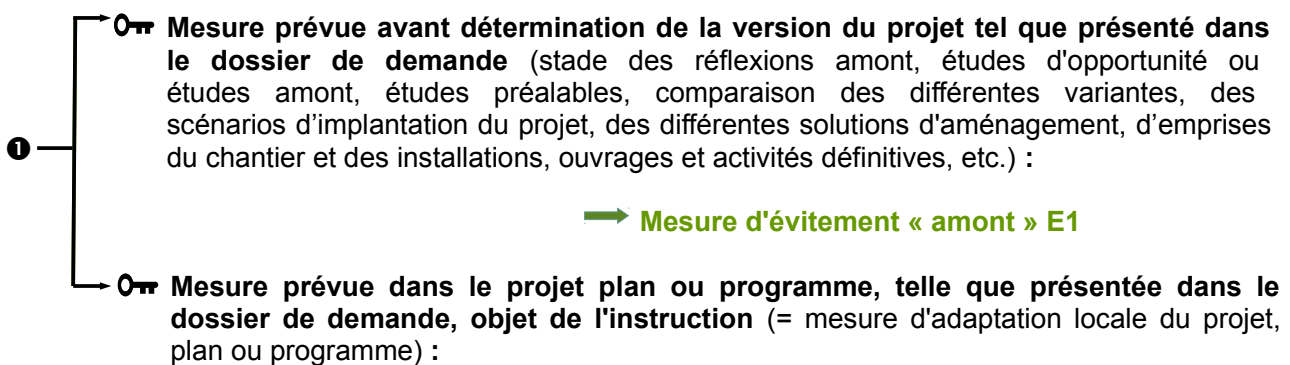 Mesure prévue avant détermination de la version du projet tel que présenté dans
le dossier de demande (stade des réflexions amont, études d'opportunité ou
études amont, études préalables, comparaison des différentes variantes, des
scénarios d’implantation du projet, des différentes solutions d'aménagement, d’emprises
❶
du chantier et des installations, ouvrages et activités définitives, etc.) :
Mesure d'évitement « amont » E1
Mesure prévue dans le projet plan ou programme, telle que présentée dans le
dossier de demande, objet de l'instruction (= mesure d'adaptation locale du projet,
plan ou programme) :